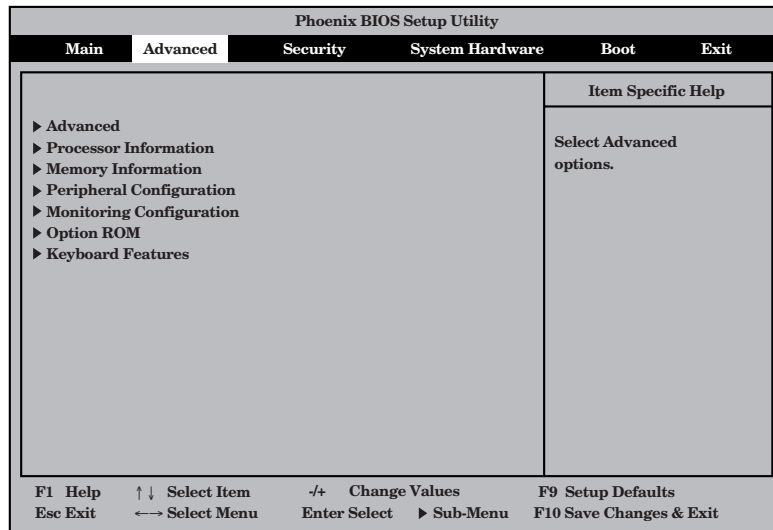 Phoenix BIOS Setup Utility
Main Advanced Security System Hardware Boot Exit
Item Specific Help
▶ Advanced
▶ Processor Information
▶ Memory Information
▶ Peripheral Configuration
▶ Monitoring Configuration
▶ Option ROM
▶ Keyboard Features
Select Advanced
options.
F1 Help ↑↓ Select Item -/+ Change Values F9 Setup Defaults
Esc Exit ←→ Select Menu Enter Select ▶ Sub-Menu F10 Save Changes & Exit